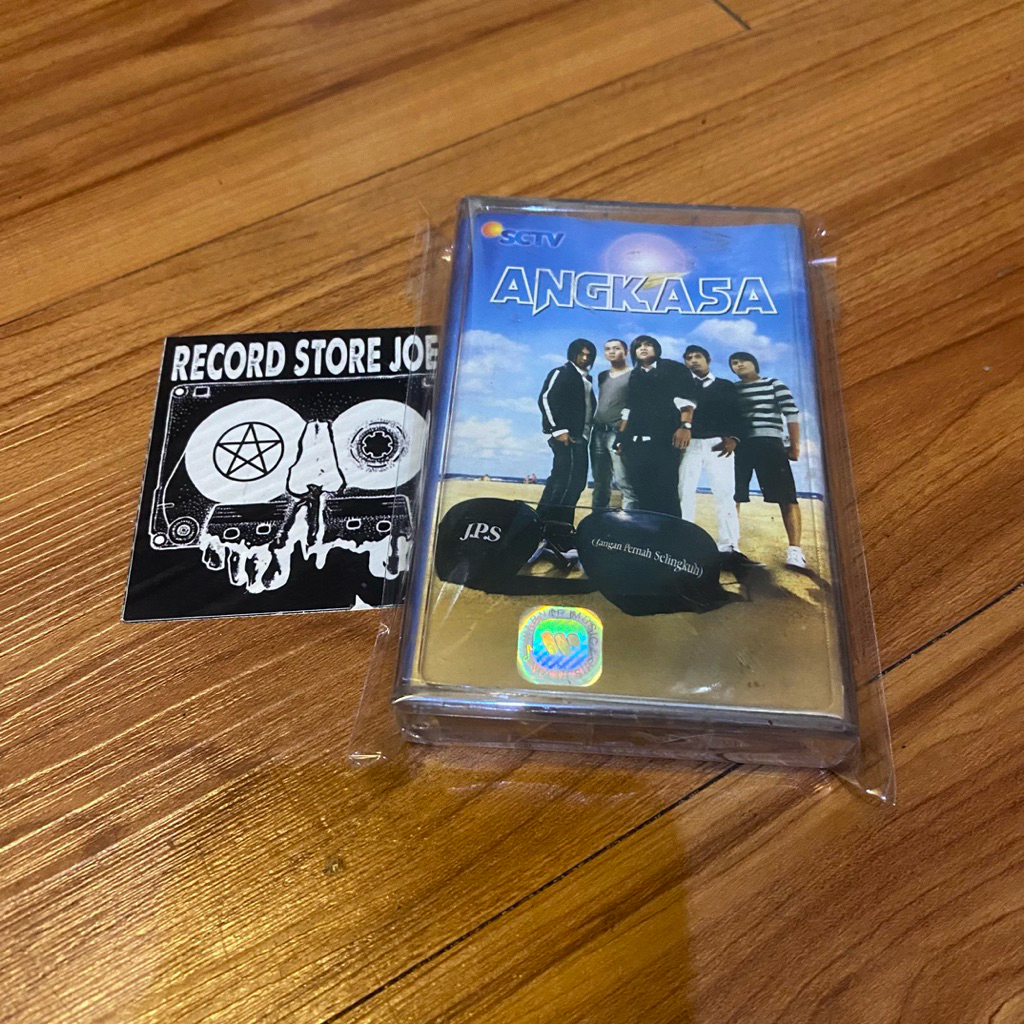 SCTV
ANGKASA
RECORD STORE JOE
J.P.S
(Jangan Pernah Selingkuh)